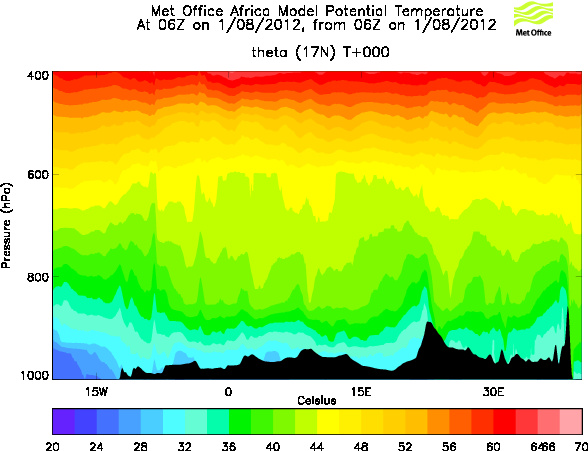 Met Office Africa Model Potential Temperature
At 06Z on 1/08/2012, from 06Z on 1/08/2012
Met Office
theta (17N) T+000
Pressure (hPa)
400
600
800
1000
15W 0 15E 30E
Celsius
20 24 28 32 36 40 44 48 52 56 60 6466 70